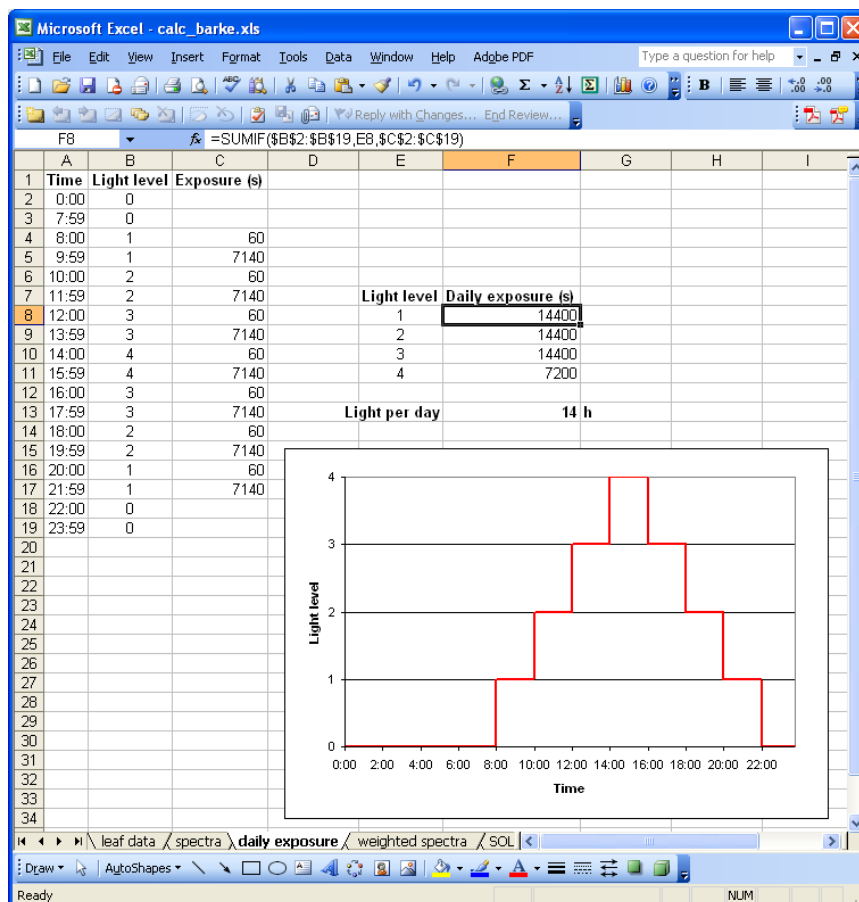 Microsoft Excel - calc_barke.xls
File Edit View Insert Format Tools Data Window Help Adobe PDF Type a question for help
Reply with Changes... End Review...
F8 fx =SUMIF($B$2:$B$19,E8,$C$2:$C$19)
A B C D E F G H I
1 Time Light level Exposure (s)
2 0:00 0
3 7:59 0
4 8:00 1 60
5 9:59 1 7140
6 10:00 2 60
7 11:59 2 7140 Light level Daily exposure (s)
8 12:00 3 60 1 14400
9 13:59 3 7140 2 14400
10 14:00 4 60 3 14400
11 15:59 4 7140 4 7200
12 16:00 3 60
13 17:59 3 7140 Light per day 14 h
14 18:00 2 60
15 19:59 2 7140
16 20:00 1 60
17 21:59 1 7140
18 22:00 0
19 23:59 0
20
21
22
23
24
25
26
27
28
29
30
31
32
33
34
Light level
4
3
2
1
0
0:00 2:00 4:00 6:00 8:00 10:00 12:00 14:00 16:00 18:00 20:00 22:00
Time
leaf data spectra daily exposure weighted spectra SOL
Draw AutoShapes
Ready NUM